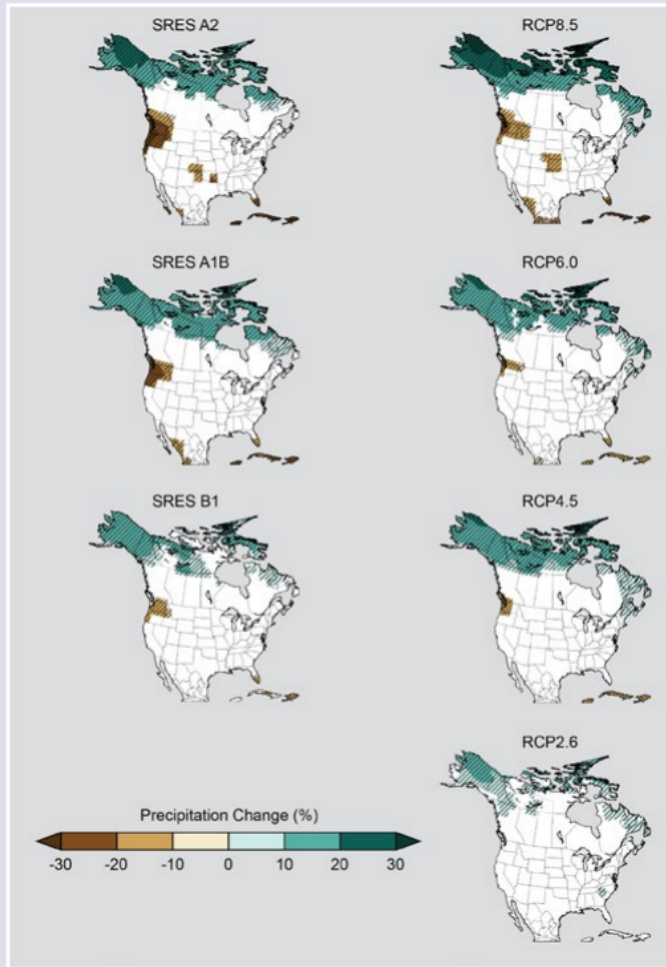 SRES A2
RCP8.5
SRES A1B
RCP6.0
SRES B1
RCP4.5
RCP2.6
Precipitation Change (%)
-30 -20 -10 0 10 20 30